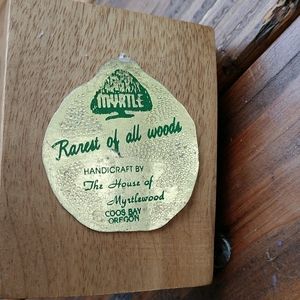 MYRTLE
Rarest of all woods
HANDICRAFT BY
The House of
Myrtlewood
COOS BAY
OREGON